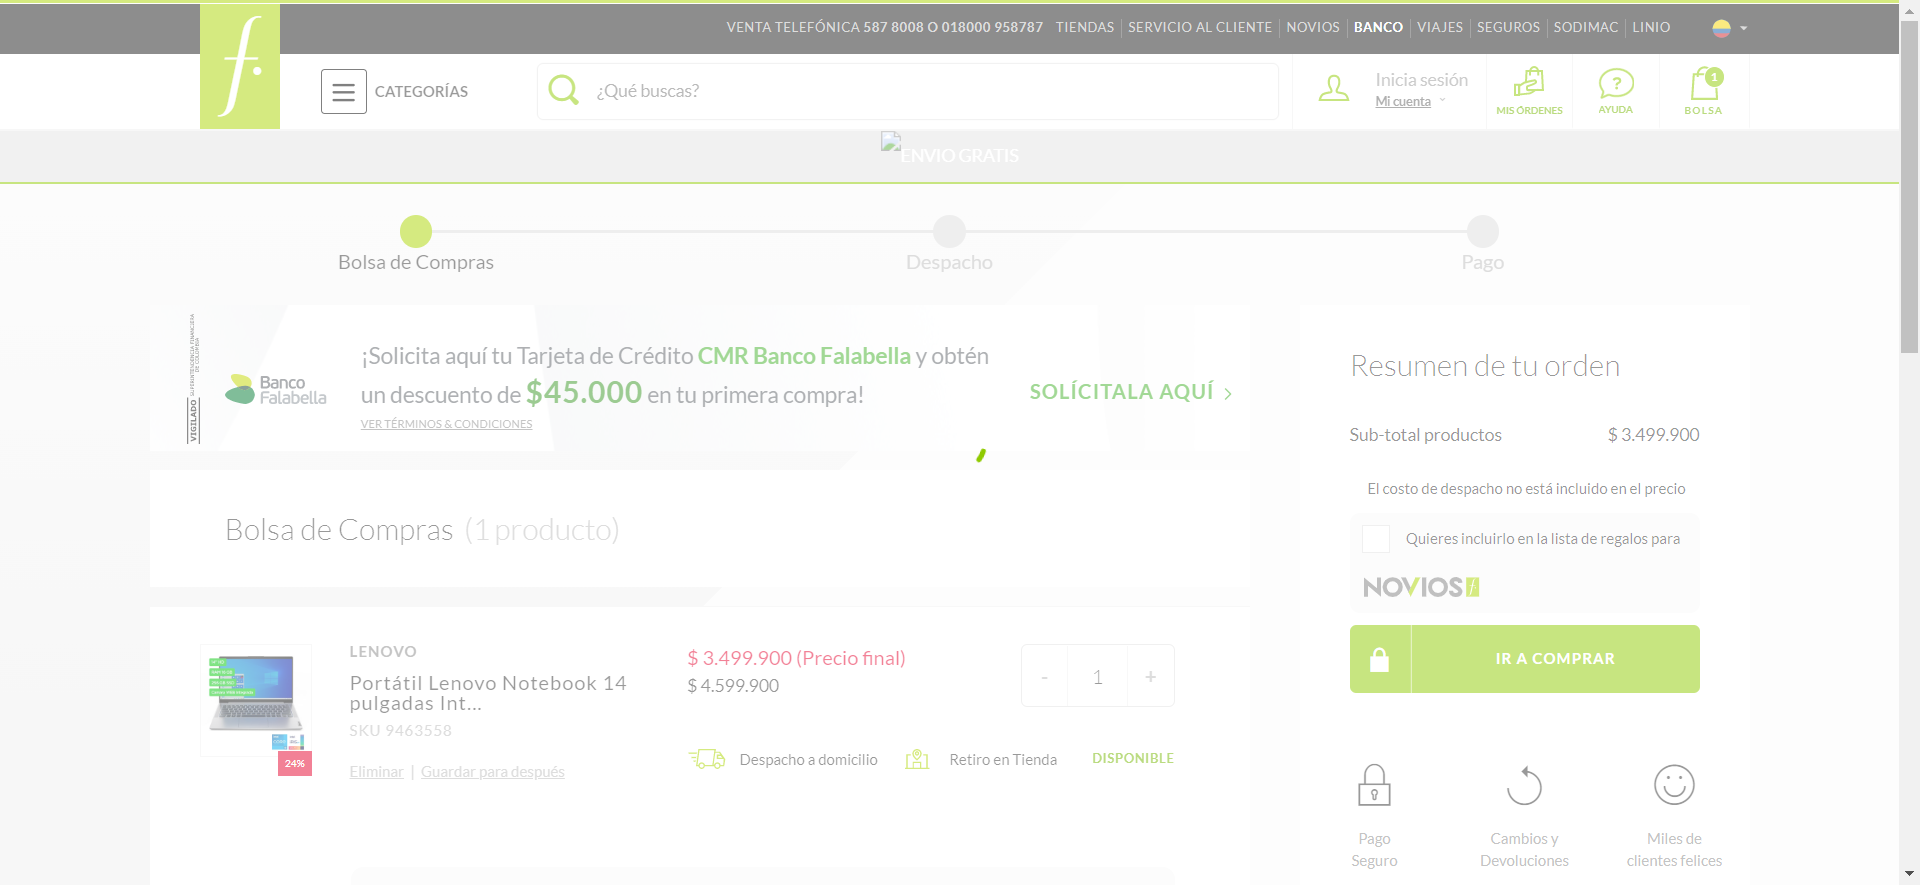 VENTA TELEFÓNICA 587 8008 O 018000 958787 TIENDAS SERVICIO AL CLIENTE NOVIOS BANCO VIAJES SEGUROS SODIMAC LINIO
f.
CATEGORÍAS
¿Qué buscas?
Inicia sesión
Mi cuenta
MIS ÓRDENES
AYUDA
1
BOLSA
ENVIO GRATIS
Bolsa de Compras
Despacho
Pago
VIGILADO SUPERINTENDENCIA FINANCIERA DE COLOMBIA
Banco
Falabella
¡Solicita aquí tu Tarjeta de Crédito CMR Banco Falabella y obtén
un descuento de $45.000 en tu primera compra!
VER TÉRMINOS & CONDICIONES
SOLÍCITALA AQUÍ
Bolsa de Compras (1 producto)
LENOVO
Portátil Lenovo Notebook 14
pulgadas Int...
SKU 9463558
Eliminar | Guardar para después
24%
$ 3.499.900 (Precio final)
$ 4.599.900
- 1 +
Despacho a domicilio
Retiro en Tienda
DISPONIBLE
Resumen de tu orden
Sub-total productos $ 3.499.900
El costo de despacho no está incluido en el precio
Quieres incluirlo en la lista de regalos para
NOVIOS f
IR A COMPRAR
Pago
Seguro
Cambios y
Devoluciones
Miles de
clientes felices